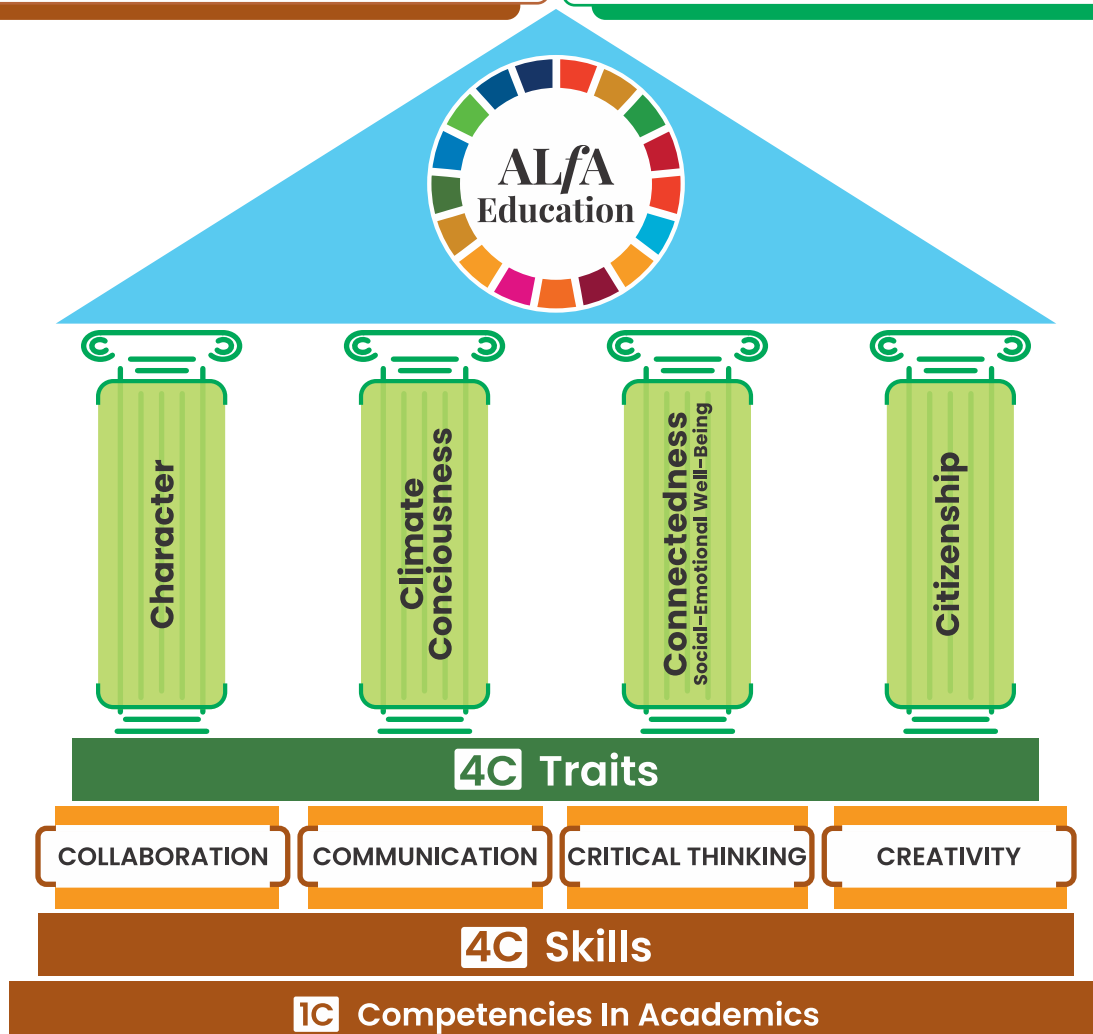 ALfA
Education
Character
Climate
Conciousness
Connectedness
Social-Emotional Well-Being
Citizenship
4C Traits
COLLABORATION
COMMUNICATION
CRITICAL THINKING
CREATIVITY
4C Skills
1C Competencies In Academics